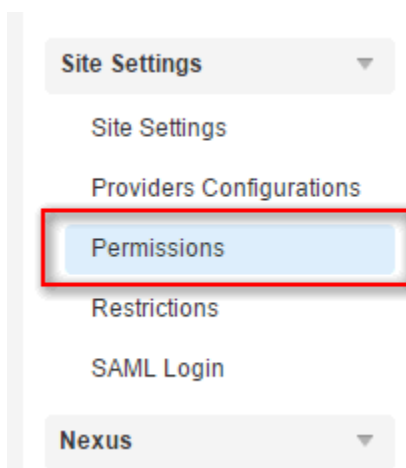 Site Settings
Site Settings
Providers Configurations
Permissions
Restrictions
SAML Login
Nexus